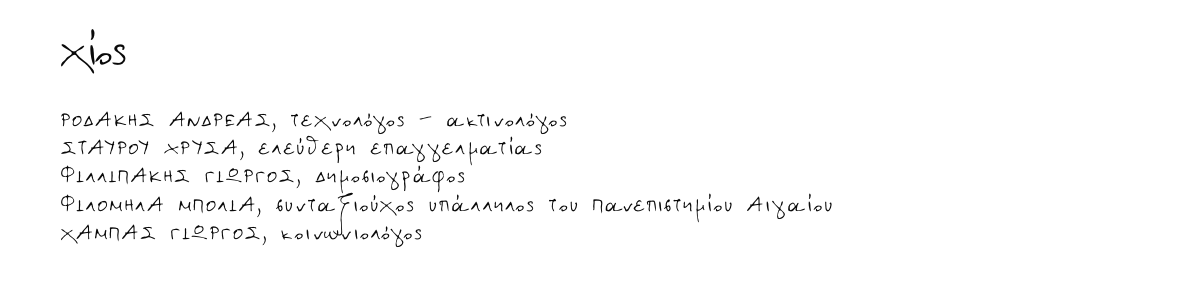 Χίος
ΡΟΔΑΚΗΣ ΑΝΔΡΕΑΣ, τεχνολόγος – ακτινολόγος
ΣΤΑΥΡΟΥ ΧΡΥΣΑ, ελεύθερη επαγγελματίας
ΦΙΛΛΙΠΑΚΗΣ ΓΙΩΡΓΟΣ, δημοσιογράφος
ΦΙΛΟΜΗΛΑ ΜΠΟΛΙΑ, συνταξιούχος υπάλληλος του Πανεπιστημίου Αιγαίου
ΧΑΜΠΑΣ ΓΙΩΡΓΟΣ, κοινωνιολόγος